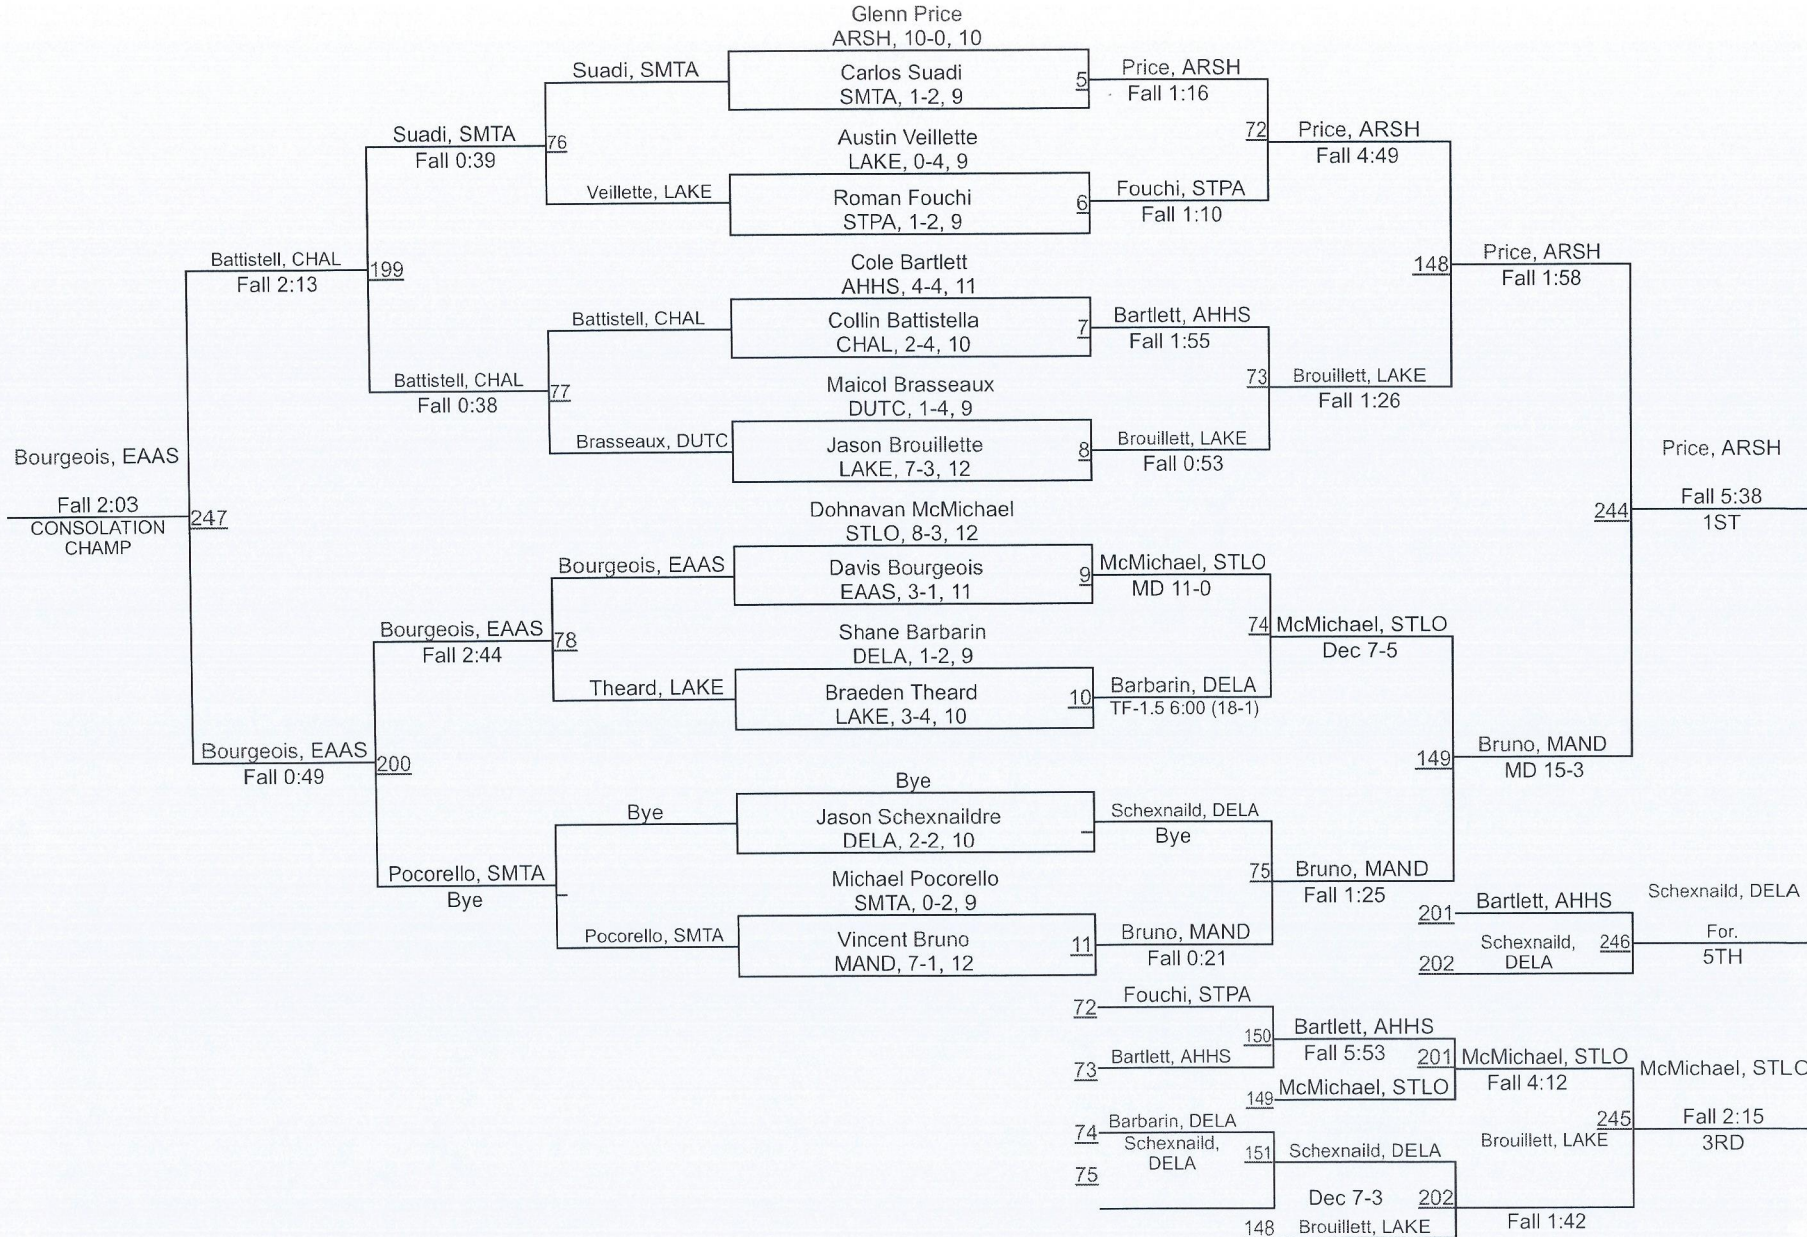 Glenn Price
ARSH, 10-0, 10
Carlos Suadi
SMTA, 1-2, 9
5
Austin Veillette
LAKE, 0-4, 9
Roman Fouchi
STPA, 1-2, 9
6
Cole Bartlett
AHHS, 4-4, 11
Collin Battistella
CHAL, 2-4, 10
7
Maicol Brasseaux
DUTC, 1-4, 9
Jason Brouillette
LAKE, 7-3, 12
8
Dohnavan McMichael
STLO, 8-3, 12
Davis Bourgeois
EAAS, 3-1, 11
9
Shane Barbarin
DELA, 1-2, 9
Braeden Theard
LAKE, 3-4, 10
10
Bye
Jason Schexnaildre
DELA, 2-2, 10
Michael Pocorello
SMTA, 0-2, 9
Vincent Bruno
MAND, 7-1, 12
11
Price, ARSH
Fall 1:16
Fouchi, STPA
Fall 1:10
Bartlett, AHHS
Fall 1:55
Brouillett, LAKE
Fall 0:53
McMichael, STLO
MD 11-0
Barbarin, DELA
TF-1.5 6:00 (18-1)
Schexnaild, DELA
Bye
Bruno, MAND
Fall 0:21
72
Price, ARSH
Fall 4:49
73
Brouillett, LAKE
Fall 1:26
74
McMichael, STLO
Dec 7-5
75
Bruno, MAND
Fall 1:25
148
Price, ARSH
Fall 1:58
149
Bruno, MAND
MD 15-3
244
Price, ARSH
Fall 5:38
1ST
Suadi, SMTA
Veillette, LAKE
Battistell, CHAL
Brasseaux, DUTC
Bourgeois, EAAS
Theard, LAKE
Bye
Pocorello, SMTA
76
Suadi, SMTA
Fall 0:39
77
Battistell, CHAL
Fall 0:38
78
Bourgeois, EAAS
Fall 2:44
Pocorello, SMTA
Bye
199
Battistell, CHAL
Fall 2:13
200
Bourgeois, EAAS
Fall 0:49
247
Bourgeois, EAAS
Fall 2:03
CONSOLATION
CHAMP
201
Bartlett, AHHS
202
Schexnaild,
DELA
246
Schexnaild, DELA
For.
5TH
72
Fouchi, STPA
73
Bartlett, AHHS
150
Bartlett, AHHS
Fall 5:53
149
McMichael, STLO
201
McMichael, STLO
Fall 4:12
74
Barbarin, DELA
75
Schexnaild,
DELA
151
Schexnaild, DELA
Dec 7-3
148
Brouillett, LAKE
202
Brouillett, LAKE
Fall 1:42
245
McMichael, STLO
Fall 2:15
3RD